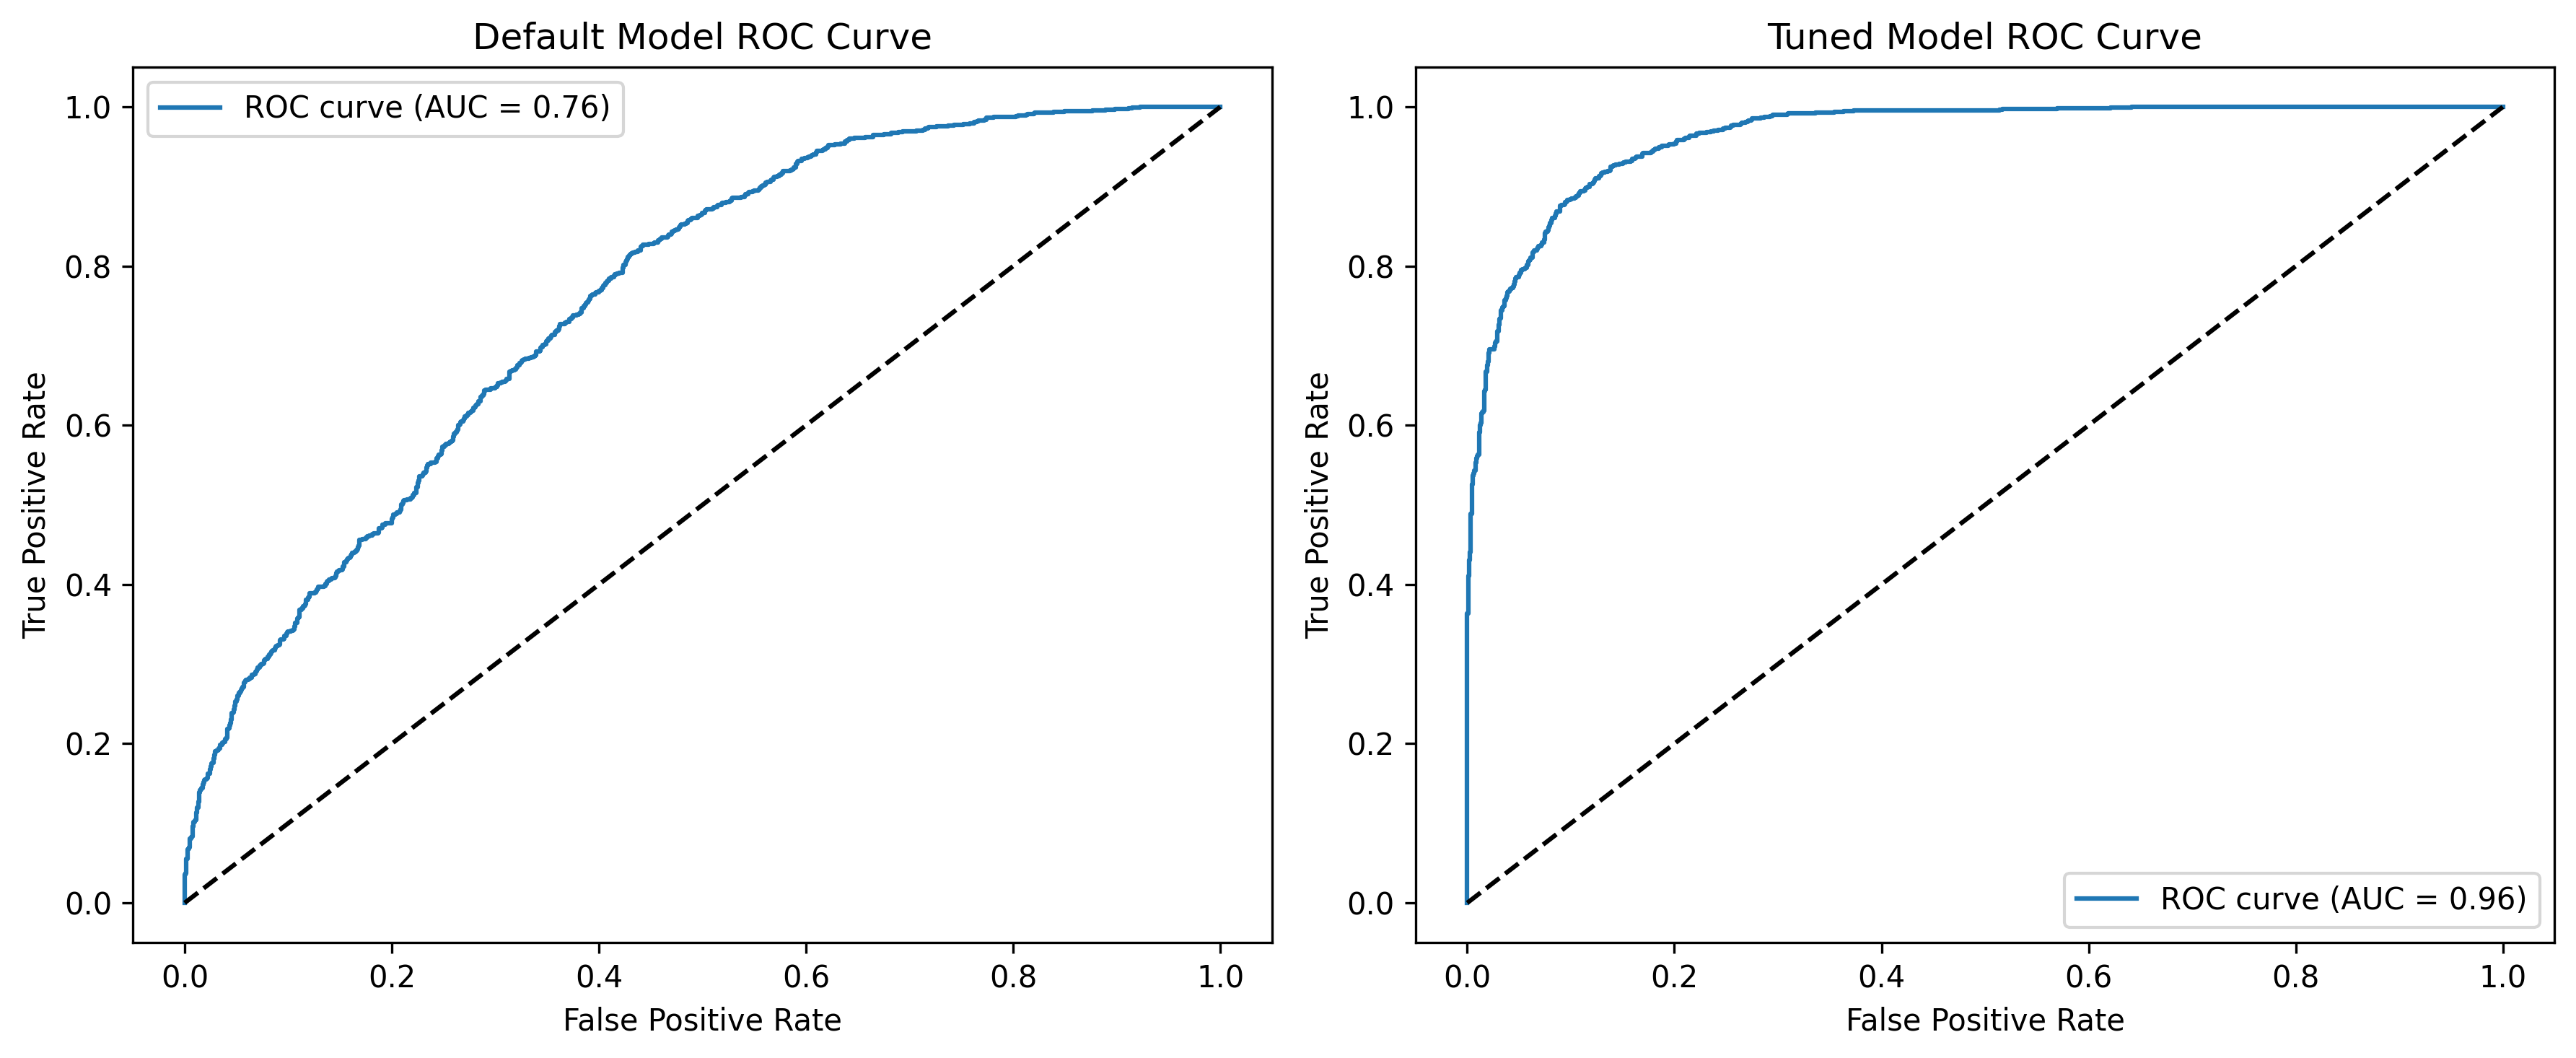 Default Model ROC Curve
ROC curve (AUC = 0.76)
1.0
0.8
0.6
0.4
0.2
0.0
True Positive Rate
0.0 0.2 0.4 0.6 0.8 1.0
False Positive Rate
Tuned Model ROC Curve
1.0
0.8
0.6
0.4
0.2
0.0
True Positive Rate
ROC curve (AUC = 0.96)
0.0 0.2 0.4 0.6 0.8 1.0
False Positive Rate